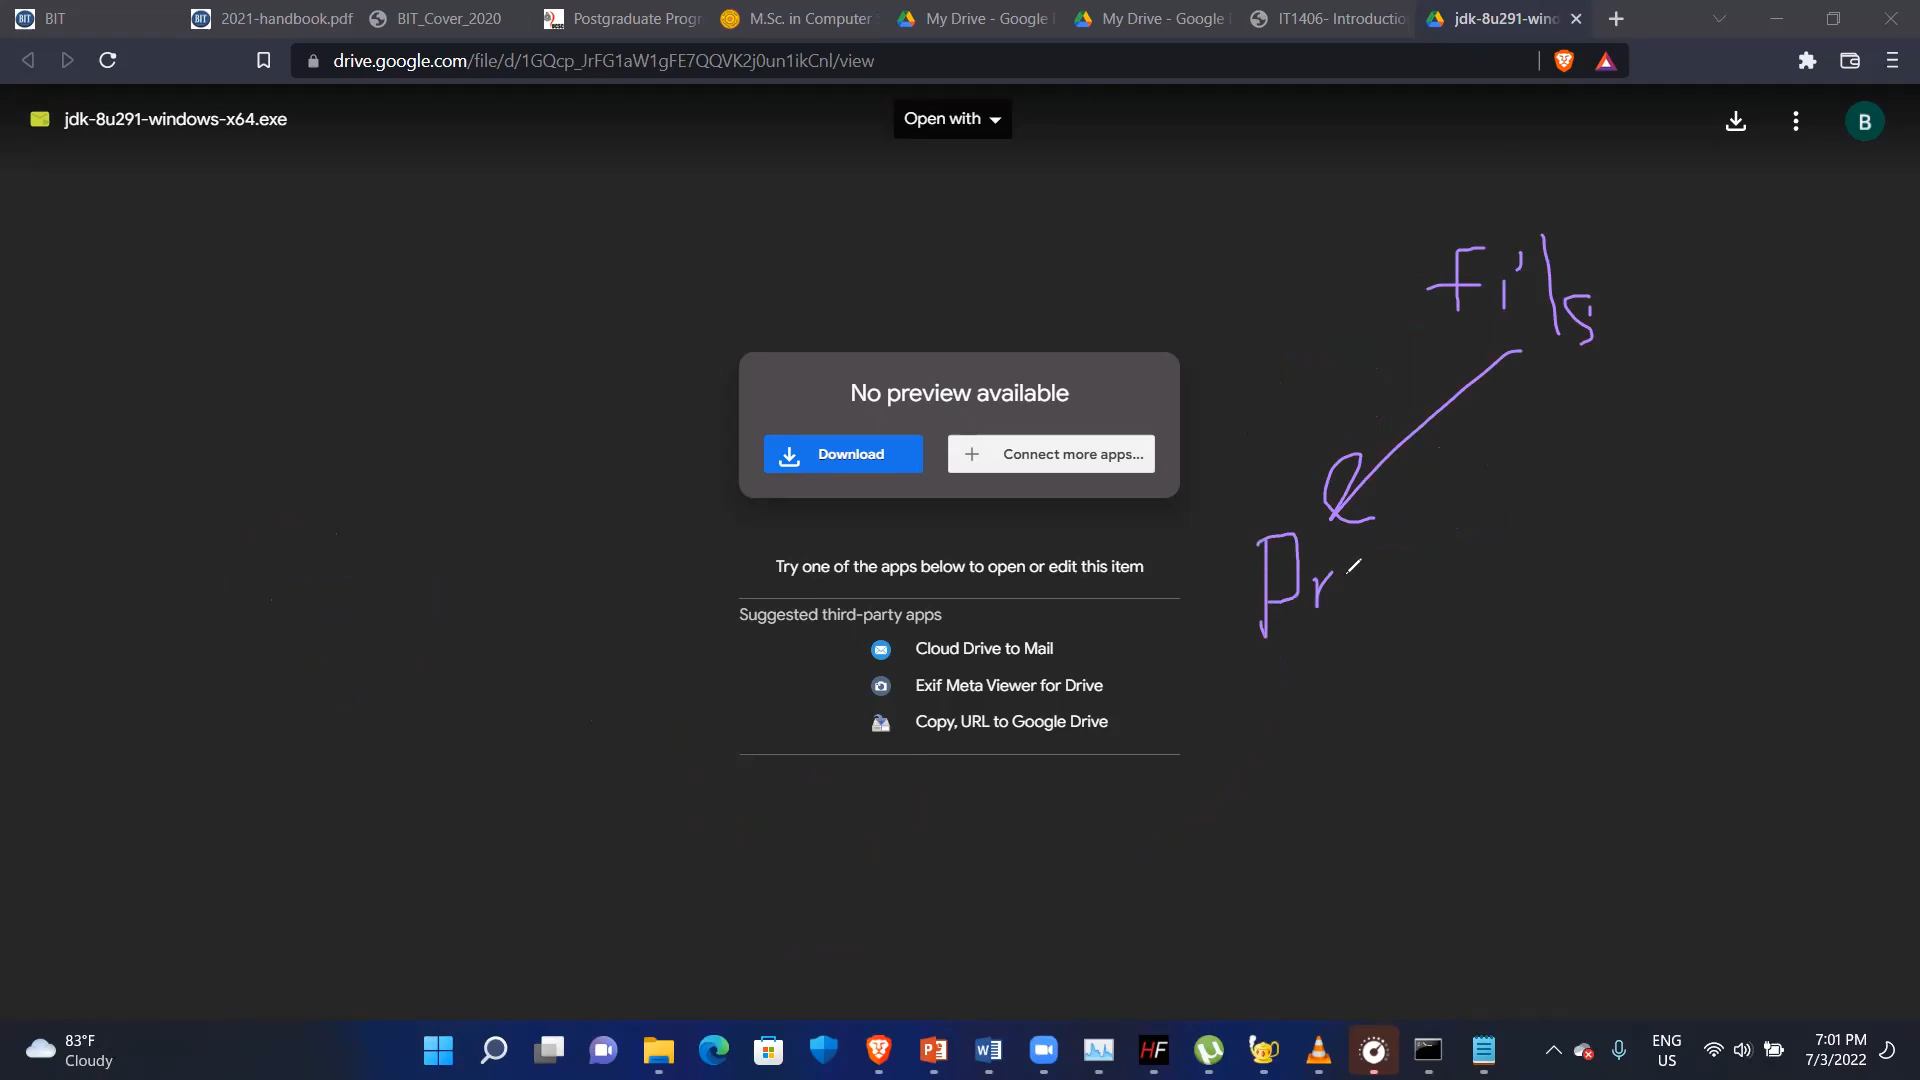 BIT
2021-handbook.pdf
BIT_Cover_2020
Postgraduate Progr
M.Sc. in Computer
My Drive - Google
My Drive - Google
IT1406- Introductio
jdk-8u291-wind
drive.google.com/file/d/1GQcp_JrFG1aW1gFE7QQVK2j0un1ikCnl/view
jdk-8u291-windows-x64.exe
Open with
B
No preview available
Download
Connect more apps...
Try one of the apps below to open or edit this item
Suggested third-party apps
Cloud Drive to Mail
Exif Meta Viewer for Drive
Copy, URL to Google Drive
Pr
83°F
Cloudy
HF
ENG
US
7:01 PM
7/3/2022